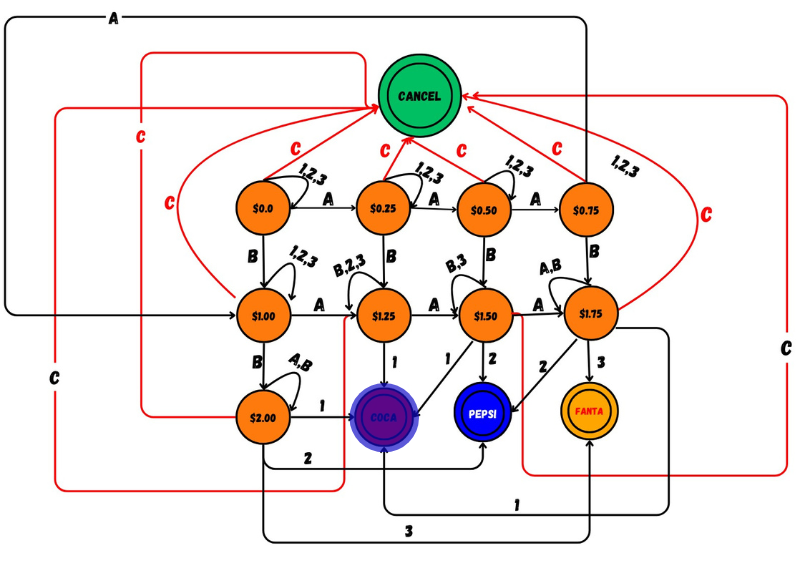 A
CANCEL
C
C
C
C
C
1,2,3
1,2,3
1,2,3
1,2,3
$0.0
A
$0.25
A
$0.50
A
$0.75
C
C
B
1,2,3
B,2,3
B
B,3
B
A,B
B
$1.00
A
$1.25
A
$1.50
A
$1.75
C
C
B
A,B
1
1
2
2
3
$2.00
1
COCA
PEPSI
FANTA
2
1
3